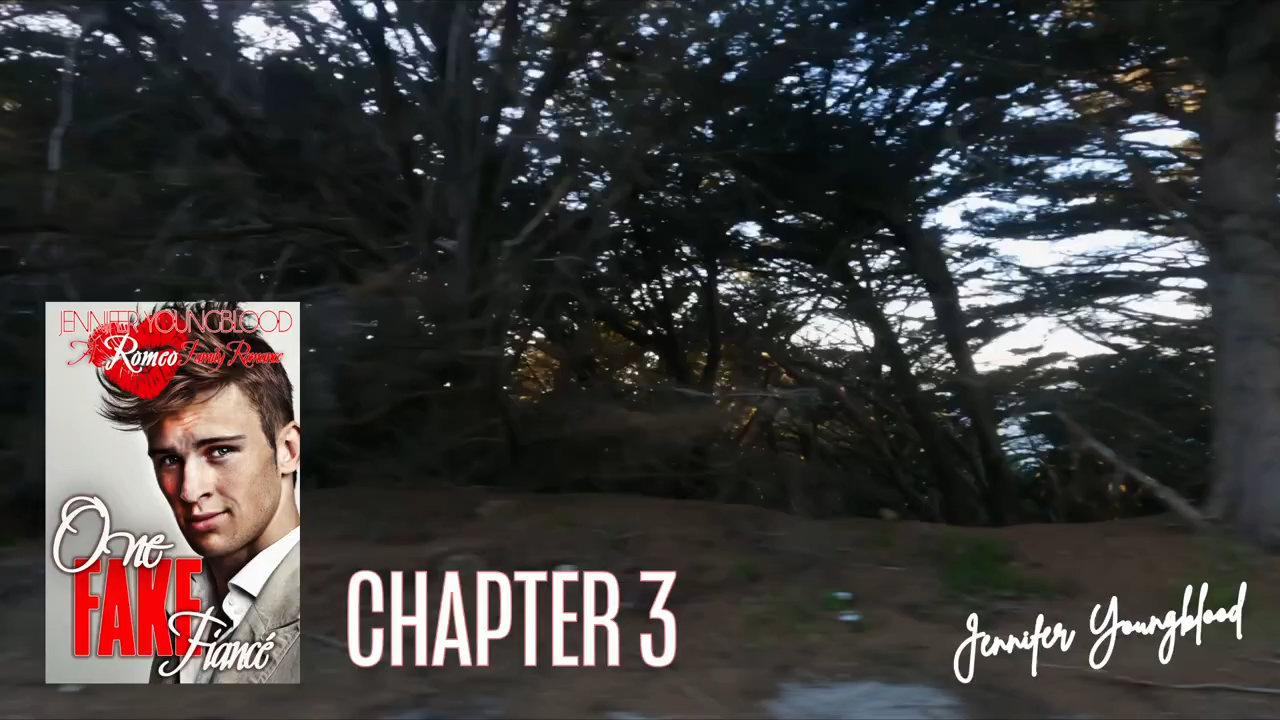 JENNIFER YOUNGBLOOD
A Romeo Family Romance
One
FAKE
Fiancé
CHAPTER 3
Jennifer Youngblood